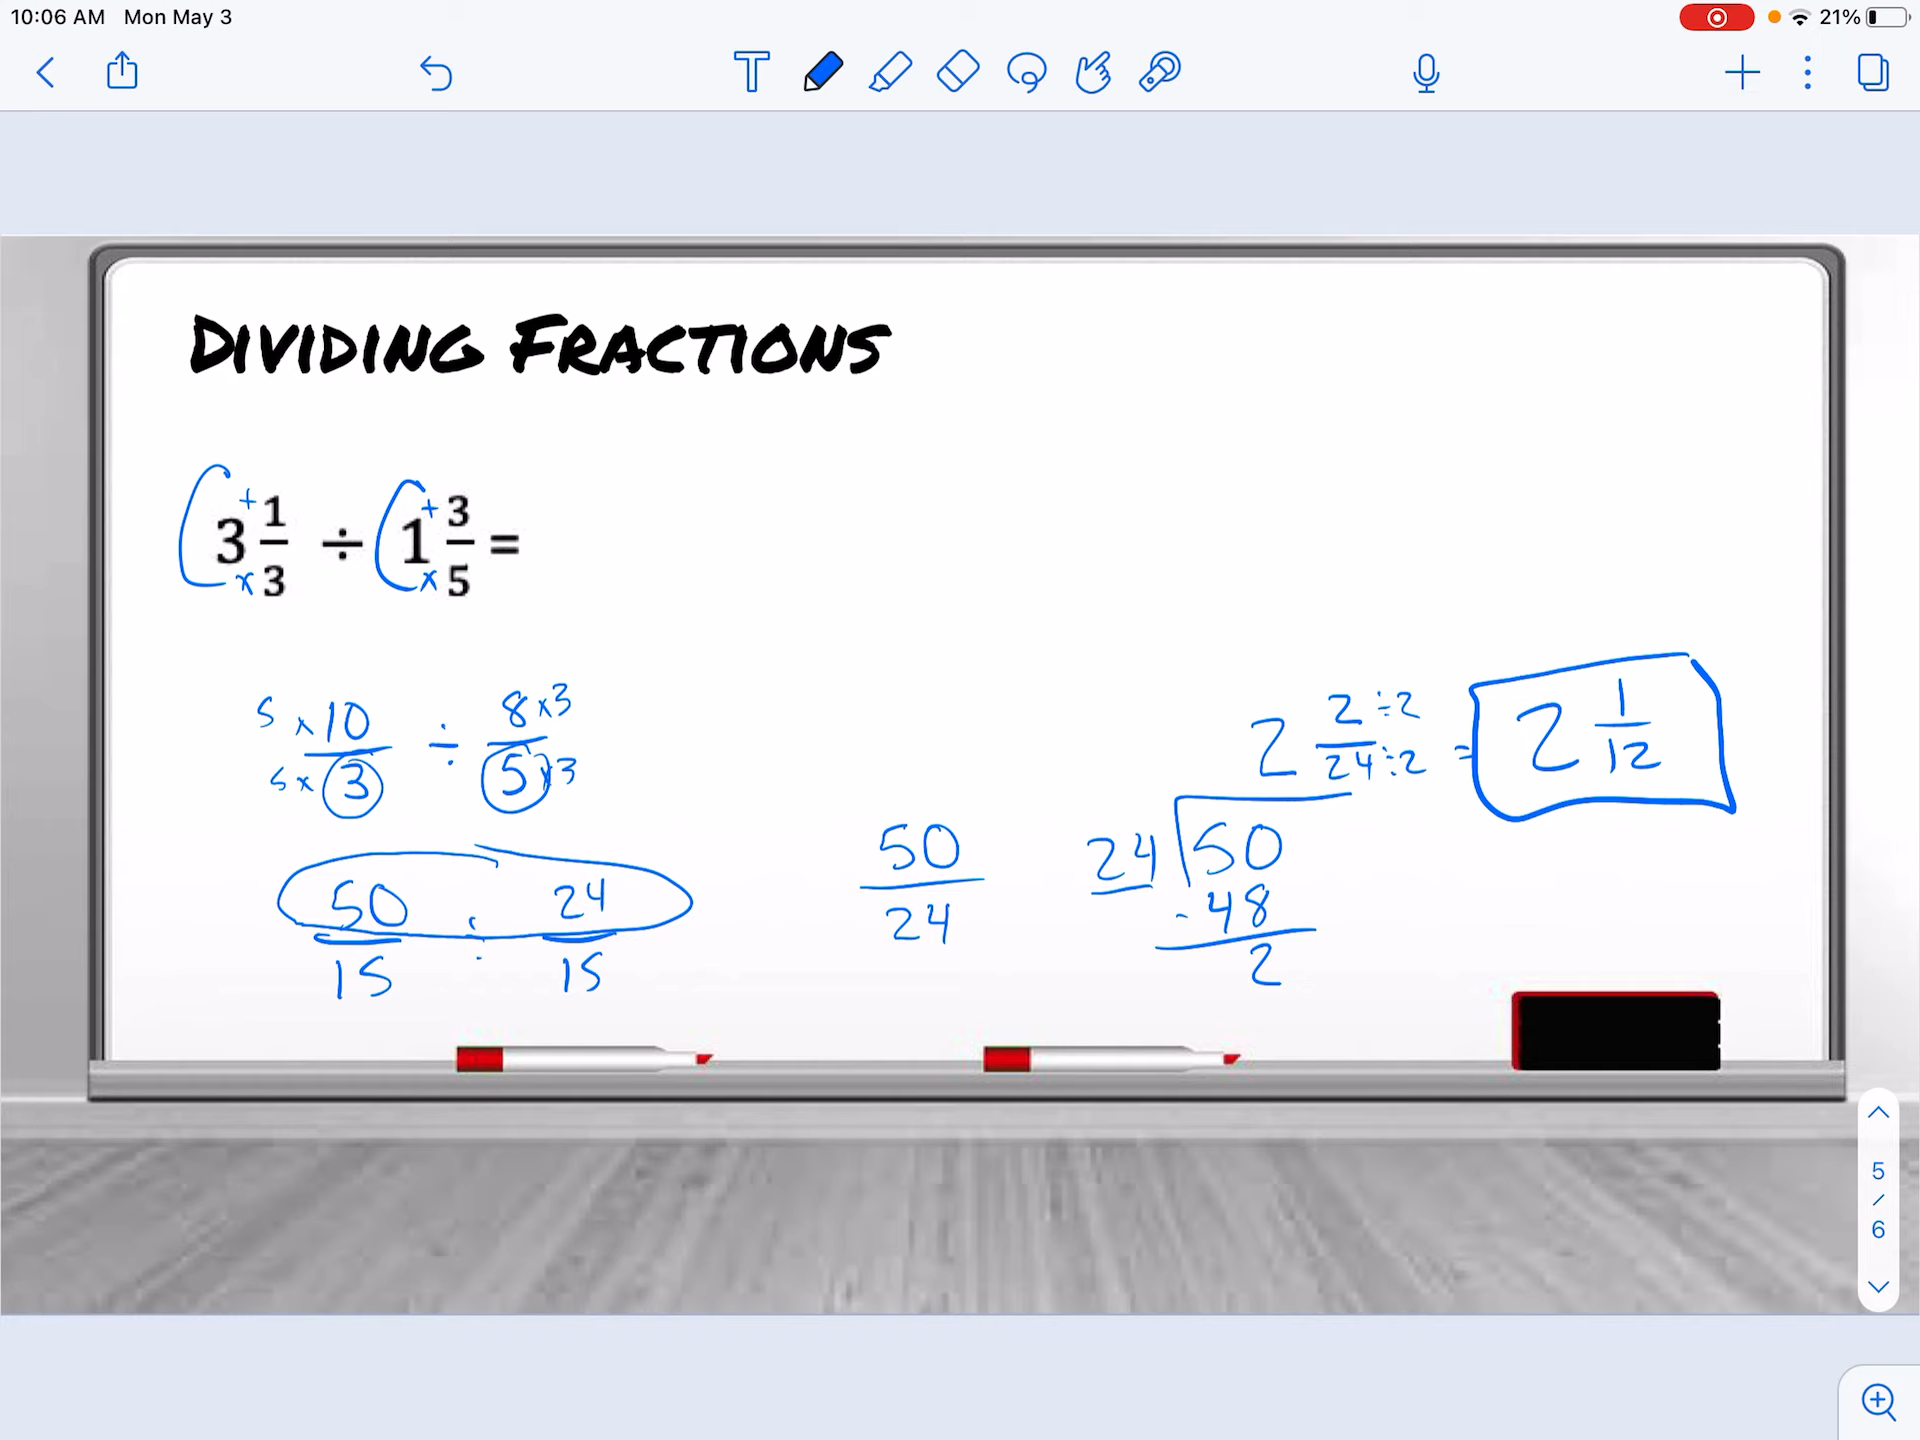 10:06 AM Mon May 3
21%
T
Dividing Fractions
3 + 1/3 ÷ 1 + 3/5 =
x x
5 x 10 / 5 x 3 ÷ 8 x3 / 5 x3
50/15 ÷ 24/15
50/24
24 50
- 48
2
2 2 ÷2 / 24 ÷2 = 2 1/12
5
/
6